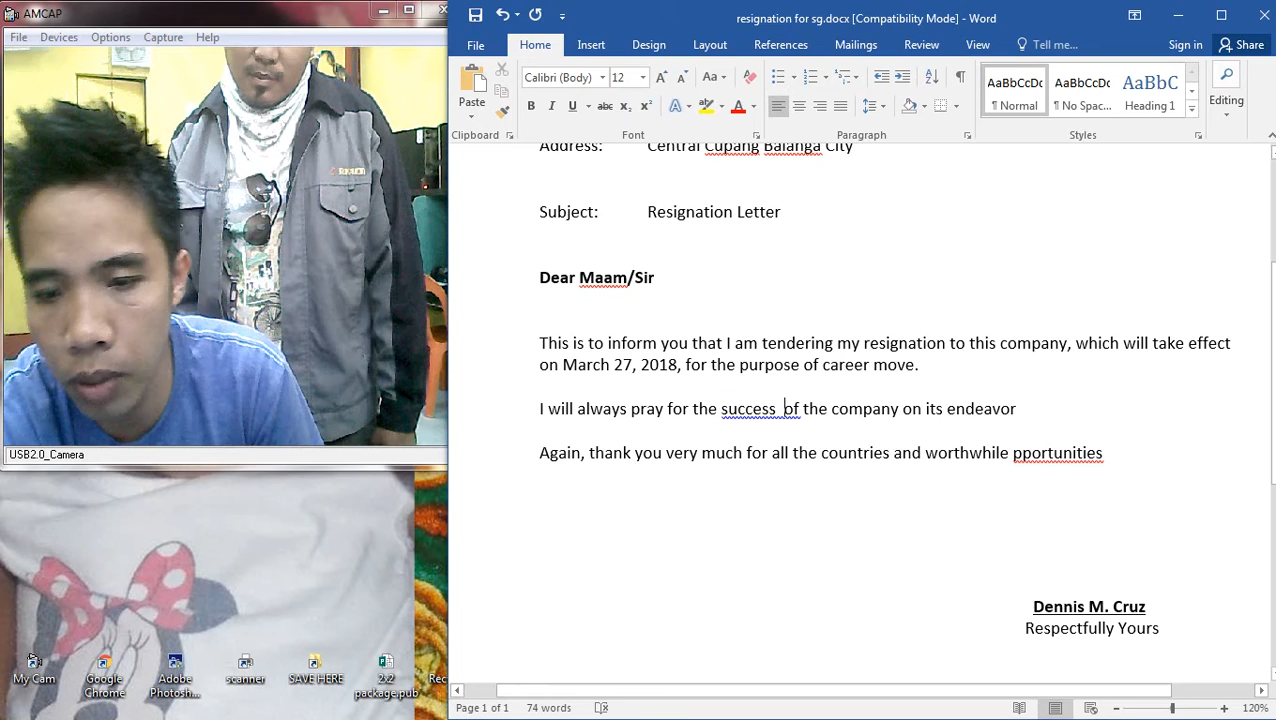 AMCAP
File Devices Options Capture Help
USB2.0_Camera
My Cam
Google Chrome
Adobe Photosh...
scanner
SAVE HERE
2x2 package.pub
Rec
resignation for sg.docx [Compatibility Mode] - Word
File Home Insert Design Layout References Mailings Review View Tell me... Sign in Share
Paste
Calibri (Body) 12 Aa
B I U abc x₂ x² A A
AaBbCcDc AaBbCcDc AaBbC
¶ Normal ¶ No Spac... Heading 1
Editing
Clipboard Font Paragraph Styles
Address: Central Cupang Balanga City
Subject: Resignation Letter
Dear Maam/Sir
This is to inform you that I am tendering my resignation to this company, which will take effect
on March 27, 2018, for the purpose of career move.
I will always pray for the success of the company on its endeavor
Again, thank you very much for all the countries and worthwhile pportunities
Dennis M. Cruz
Respectfully Yours
Page 1 of 1 74 words 120%